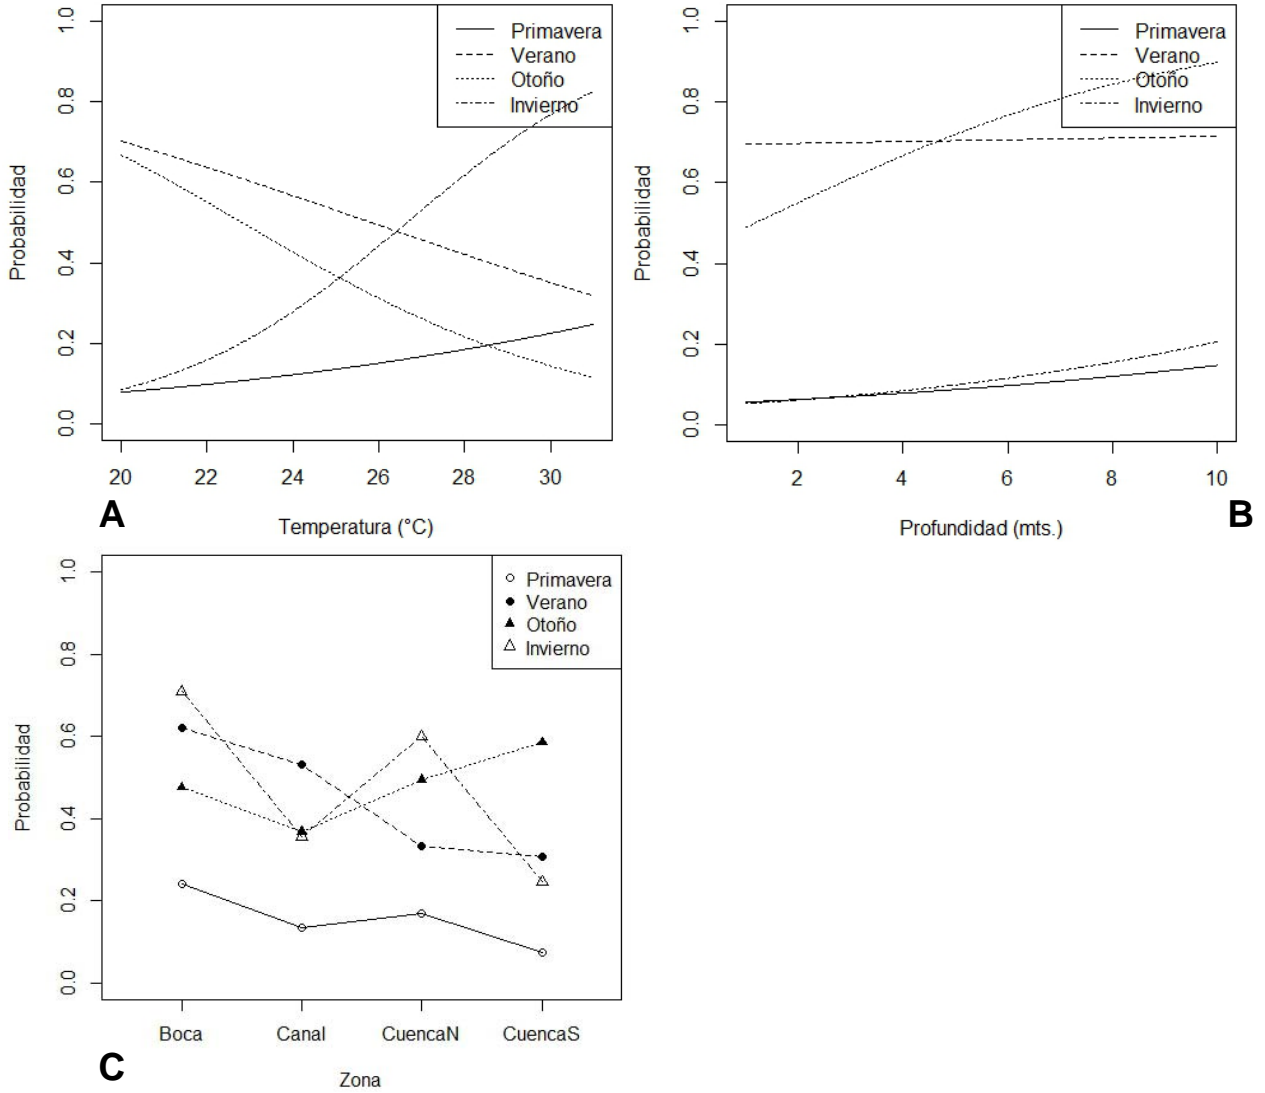 Probabilidad
1.0
0.8
0.6
0.4
0.2
0.0
Primavera
Verano
Otoño
Invierno
20 22 24 26 28 30
Temperatura (°C)
A
Probabilidad
1.0
0.8
0.6
0.4
0.2
0.0
Primavera
Verano
Otoño
Invierno
2 4 6 8 10
Profundidad (mts.)
B
Probabilidad
1.0
0.8
0.6
0.4
0.2
0.0
Primavera
Verano
Otoño
Invierno
Boca Canal CuencaN CuencaS
Zona
C